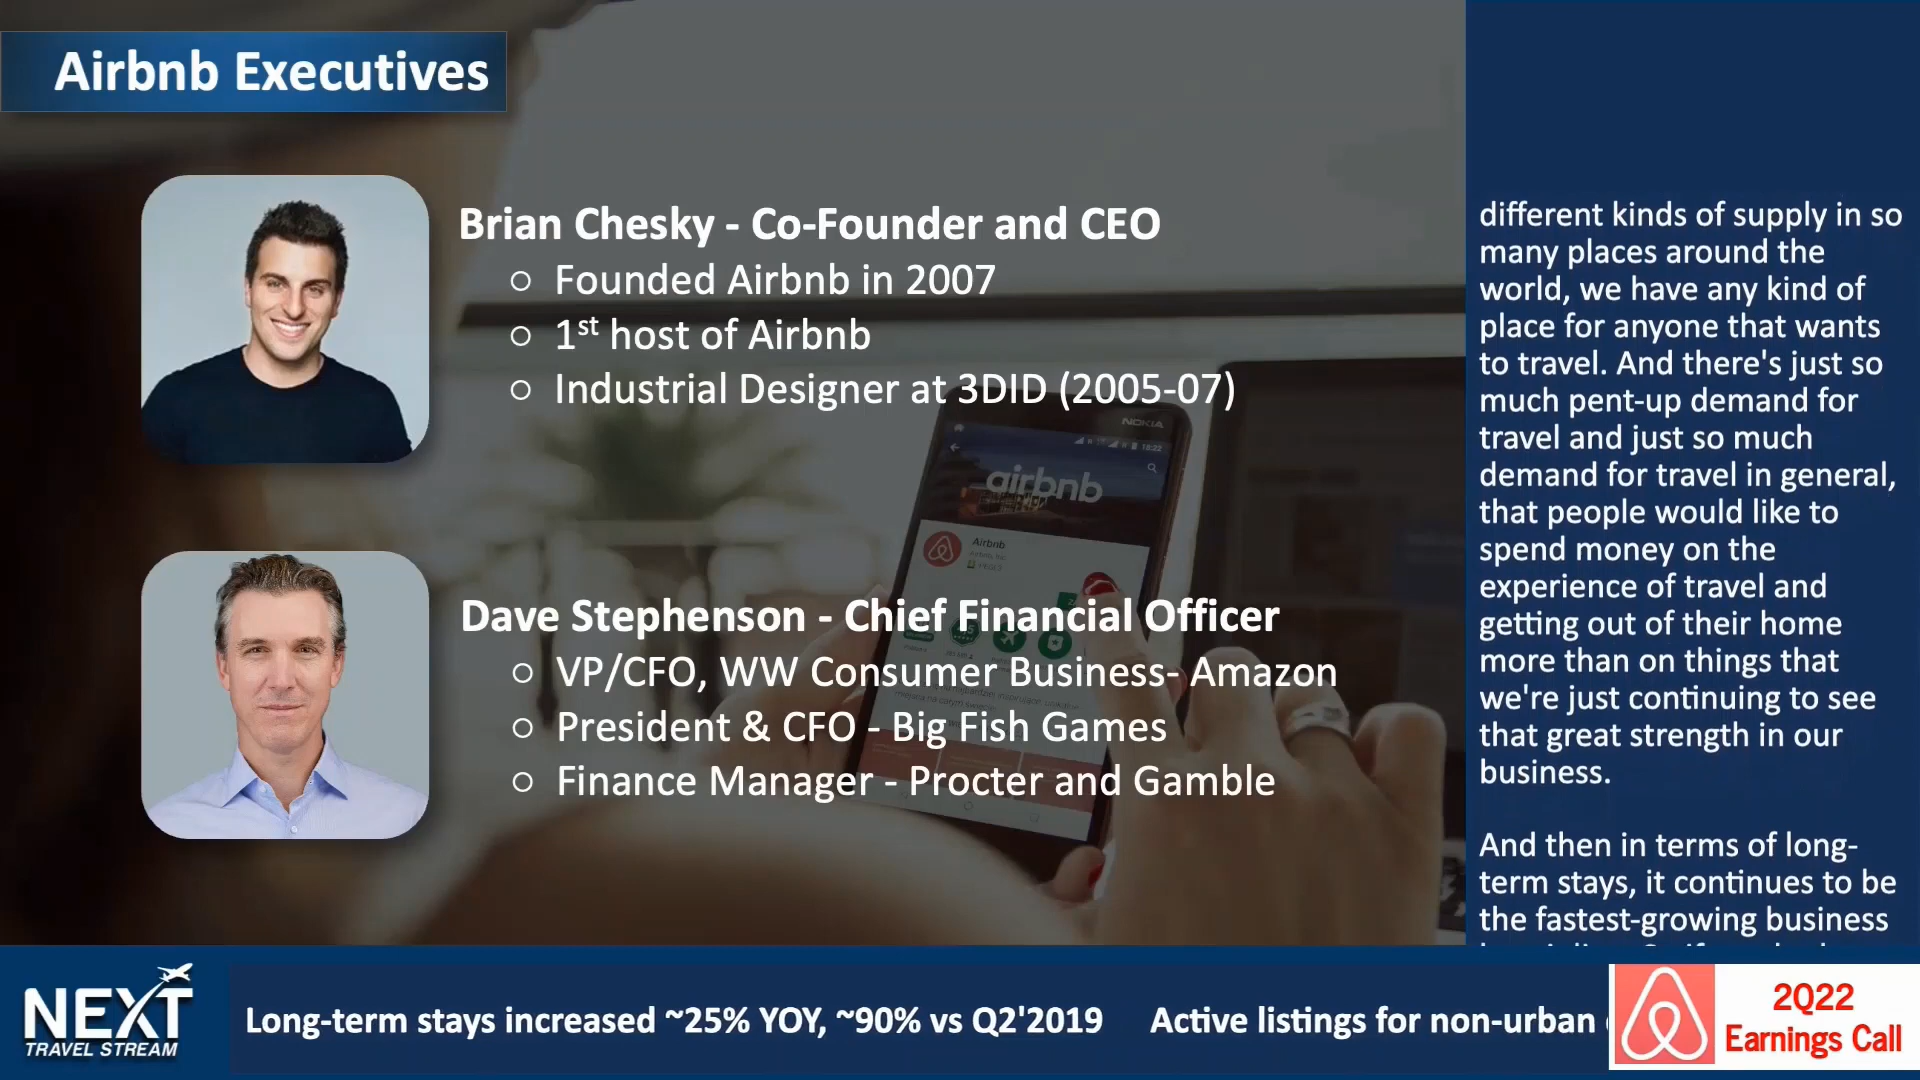 Airbnb Executives
Brian Chesky - Co-Founder and CEO
○ Founded Airbnb in 2007
○ 1st host of Airbnb
○ Industrial Designer at 3DID (2005-07)
NOKIA
18:22
airbnb
Airbnb
Dave Stephenson - Chief Financial Officer
○ VP/CFO, WW Consumer Business- Amazon
○ President & CFO - Big Fish Games
○ Finance Manager - Procter and Gamble
different kinds of supply in so
many places around the
world, we have any kind of
place for anyone that wants
to travel. And there's just so
much pent-up demand for
travel and just so much
demand for travel in general,
that people would like to
spend money on the
experience of travel and
getting out of their home
more than on things that
we're just continuing to see
that great strength in our
business.
And then in terms of long-
term stays, it continues to be
the fastest-growing business
NEXT
TRAVEL STREAM
Long-term stays increased ~25% YOY, ~90% vs Q2'2019
Active listings for non-urban
2Q22
Earnings Call